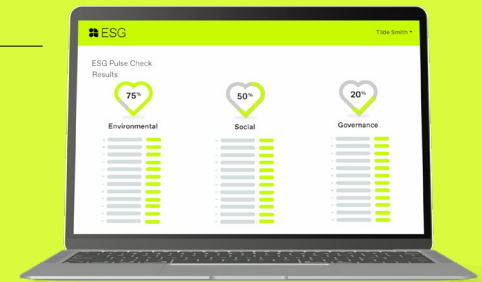 ESG
Tilde Smith
ESG Pulse Check
Results
75%
50%
20%
Environmental
Social
Governance